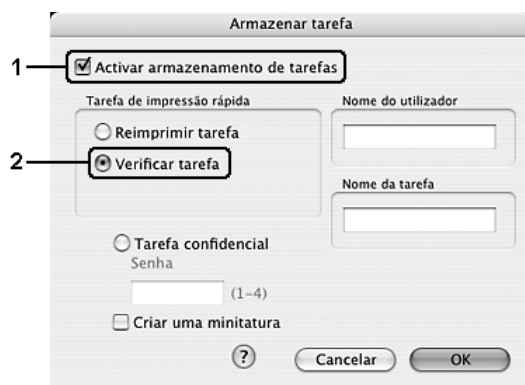 Armazenar tarefa
1
Activar armazenamento de tarefas
Tarefa de impressão rápida
Reimprimir tarefa
2
Verificar tarefa
Nome do utilizador
Nome da tarefa
Tarefa confidencial
Senha
(1-4)
Criar uma minitatura
?
Cancelar
OK